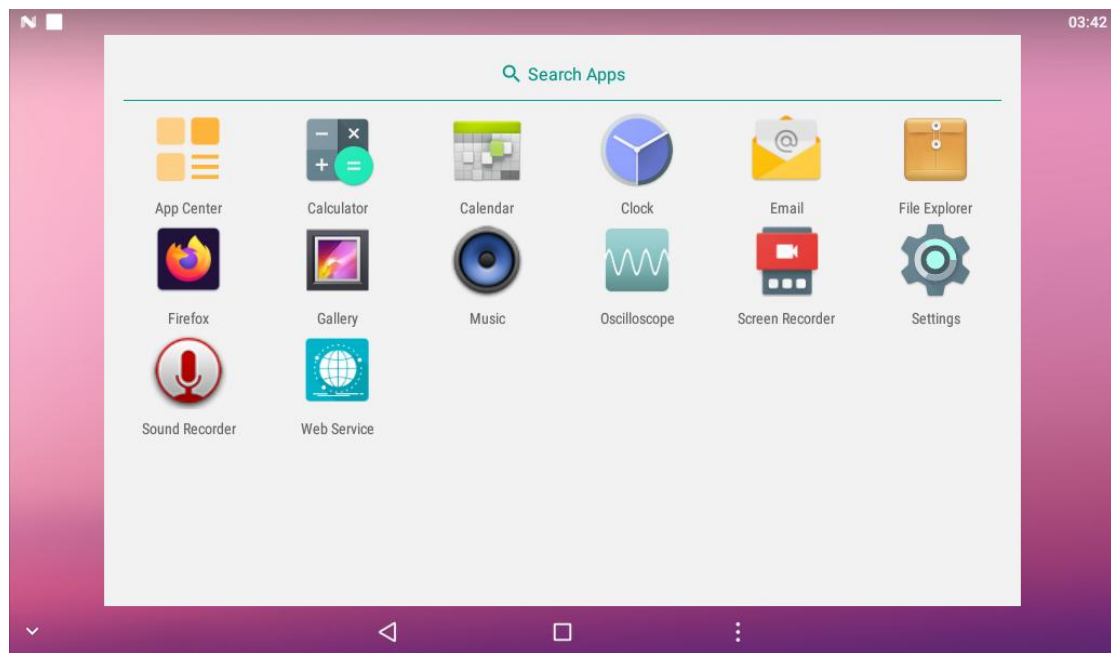 03:42
Search Apps
App Center Calculator Calendar Clock Email File Explorer
Firefox Gallery Music Oscilloscope Screen Recorder Settings
Sound Recorder Web Service